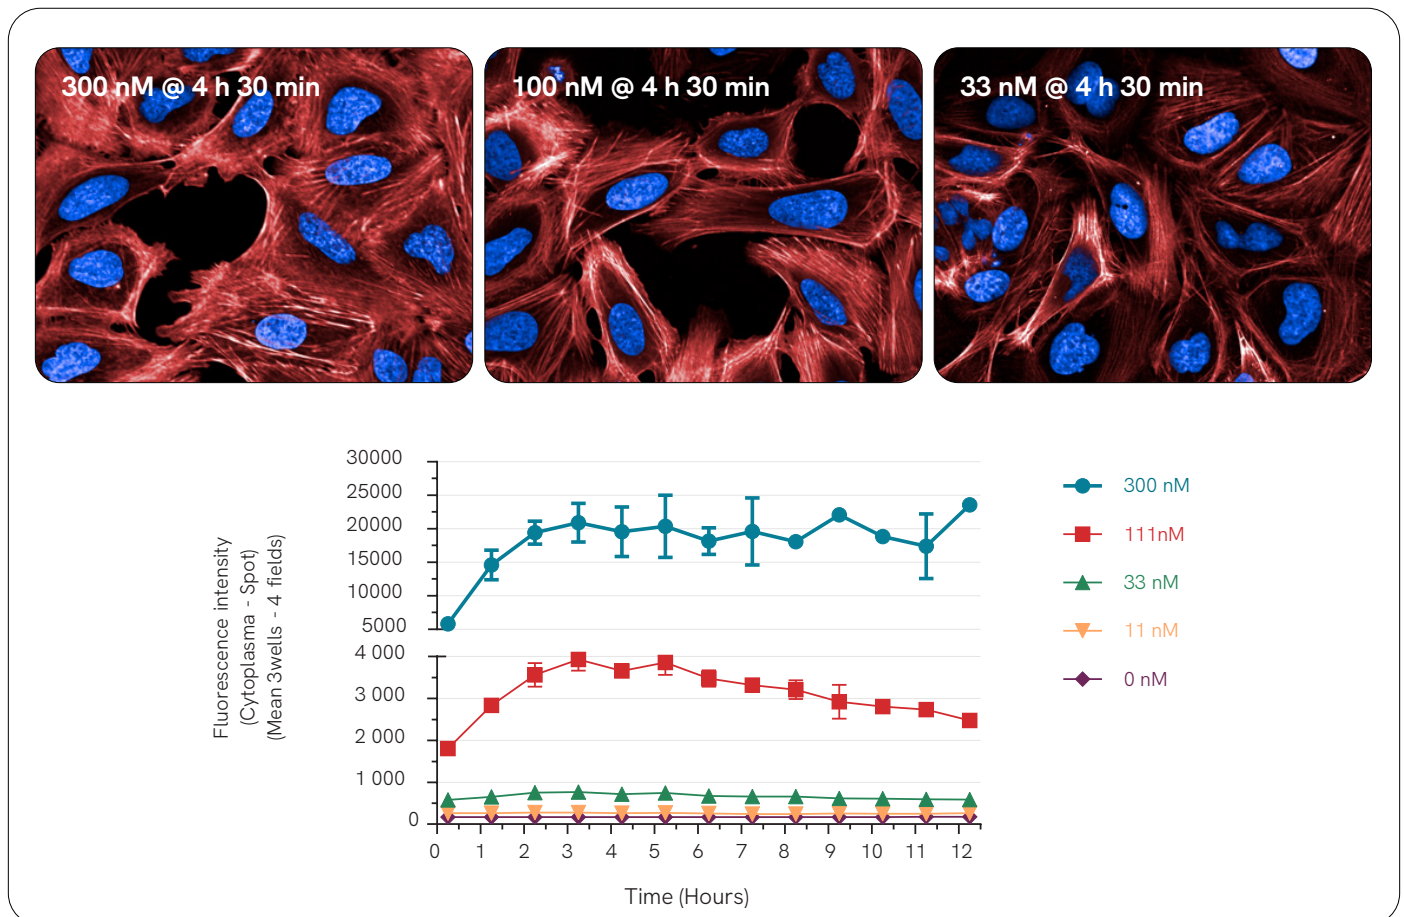 300 nM @ 4 h 30 min
100 nM @ 4 h 30 min
33 nM @ 4 h 30 min
30000
25000
20000
15000
10000
5000
4 000
3 000
2 000
1 000
0
Fluorescence intensity
(Cytoplasma - Spot)
(Mean 3wells - 4 fields)
0 1 2 3 4 5 6 7 8 9 10 11 12
Time (Hours)
300 nM
111nM
33 nM
11 nM
0 nM